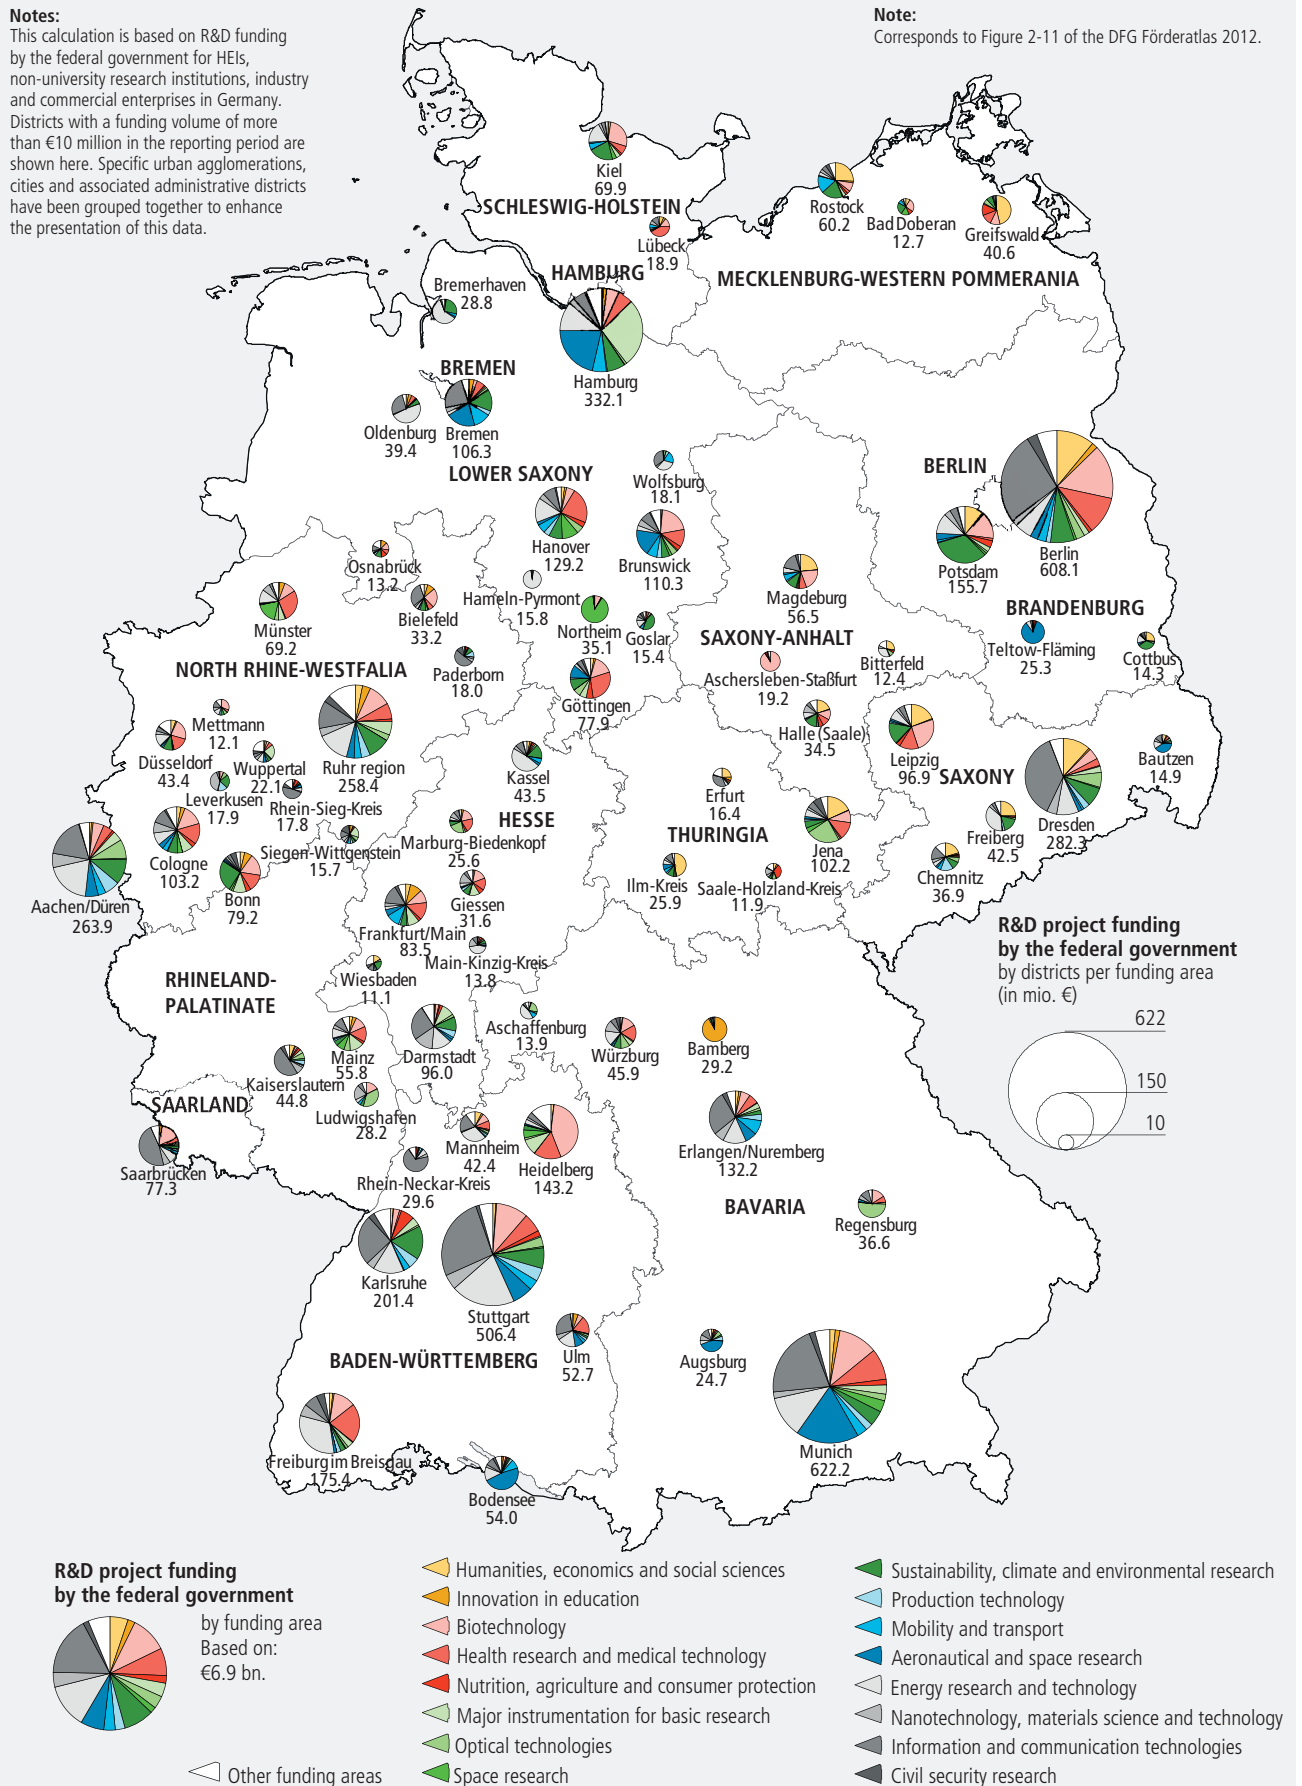 Notes:
This calculation is based on R&D funding
by the federal government for HEIs,
non-university research institutions, industry
and commercial enterprises in Germany.
Districts with a funding volume of more
than €10 million in the reporting period are
shown here. Specific urban agglomerations,
cities and associated administrative districts
have been grouped together to enhance
the presentation of this data.
Note:
Corresponds to Figure 2-11 of the DFG Förderatlas 2012.
Kiel
69.9
SCHLESWIG-HOLSTEIN
Lübeck
18.9
Rostock
60.2
Bad Doberan
12.7
Greifswald
40.6
MECKLENBURG-WESTERN POMMERANIA
HAMBURG
Hamburg
332.1
Bremerhaven
28.8
BREMEN
Bremen
106.3
Oldenburg
39.4
LOWER SAXONY
Wolfsburg
18.1
Hanover
129.2
Brunswick
110.3
BERLIN
Berlin
608.1
Potsdam
155.7
BRANDENBURG
Teltow-Fläming
25.3
Cottbus
14.3
Osnabrück
13.2
Hameln-Pyrmont
15.8
Northeim
35.1
Goslar
15.4
Göttingen
77.9
Magdeburg
56.5
SAXONY-ANHALT
Aschersleben-Staßfurt
19.2
Bitterfeld
12.4
Halle (Saale)
34.5
Münster
69.2
Bielefeld
33.2
NORTH RHINE-WESTFALIA
Paderborn
18.0
Mettmann
12.1
Düsseldorf
43.4
Wuppertal
22.1
Ruhr region
258.4
Leverkusen
17.9
Rhein-Sieg-Kreis
17.8
Cologne
103.2
Siegen-Wittgenstein
15.7
Aachen/Düren
263.9
Bonn
79.2
Kassel
43.5
HESSE
Marburg-Biedenkopf
25.6
Giessen
31.6
Frankfurt/Main
83.5
Main-Kinzig-Kreis
13.8
Wiesbaden
11.1
Darmstadt
96.0
Leipzig
96.9
SAXONY
Dresden
282.3
Bautzen
14.9
Freiberg
42.5
Chemnitz
36.9
Erfurt
16.4
THURINGIA
Jena
102.2
Ilm-Kreis
25.9
Saale-Holzland-Kreis
11.9
RHINELAND-
PALATINATE
Mainz
55.8
Kaiserslautern
44.8
Ludwigshafen
28.2
SAARLAND
Saarbrücken
77.3
Aschaffenburg
13.9
Würzburg
45.9
Bamberg
29.2
Erlangen/Nuremberg
132.2
BAVARIA
Regensburg
36.6
Augsburg
24.7
Munich
622.2
Mannheim
42.4
Heidelberg
143.2
Rhein-Neckar-Kreis
29.6
Karlsruhe
201.4
Stuttgart
506.4
Ulm
52.7
BADEN-WÜRTTEMBERG
Freiburg im Breisgau
175.4
Bodensee
54.0
R&D project funding
by the federal government
by districts per funding area
(in mio. €)
622
150
10
R&D project funding
by the federal government
by funding area
Based on:
€6.9 bn.
Other funding areas
Humanities, economics and social sciences
Innovation in education
Biotechnology
Health research and medical technology
Nutrition, agriculture and consumer protection
Major instrumentation for basic research
Optical technologies
Space research
Sustainability, climate and environmental research
Production technology
Mobility and transport
Aeronautical and space research
Energy research and technology
Nanotechnology, materials science and technology
Information and communication technologies
Civil security research